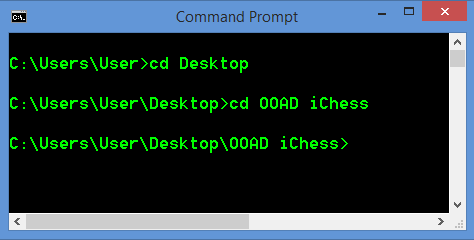 Command Prompt
C:\Users\User>cd Desktop
C:\Users\User\Desktop>cd OOAD iChess
C:\Users\User\Desktop\OOAD iChess>